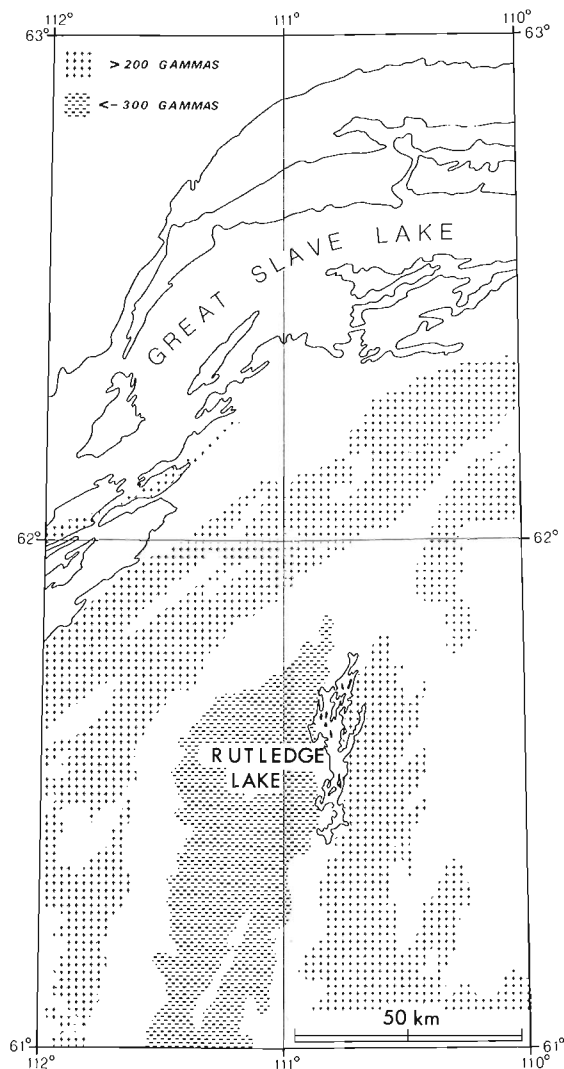 112° 111° 110°
63° 63°
> 200 GAMMAS
<- 300 GAMMAS
GREAT SLAVE LAKE
62° 62°
RUTLEDGE
LAKE
50 km
61° 61°
112° 111° 110°